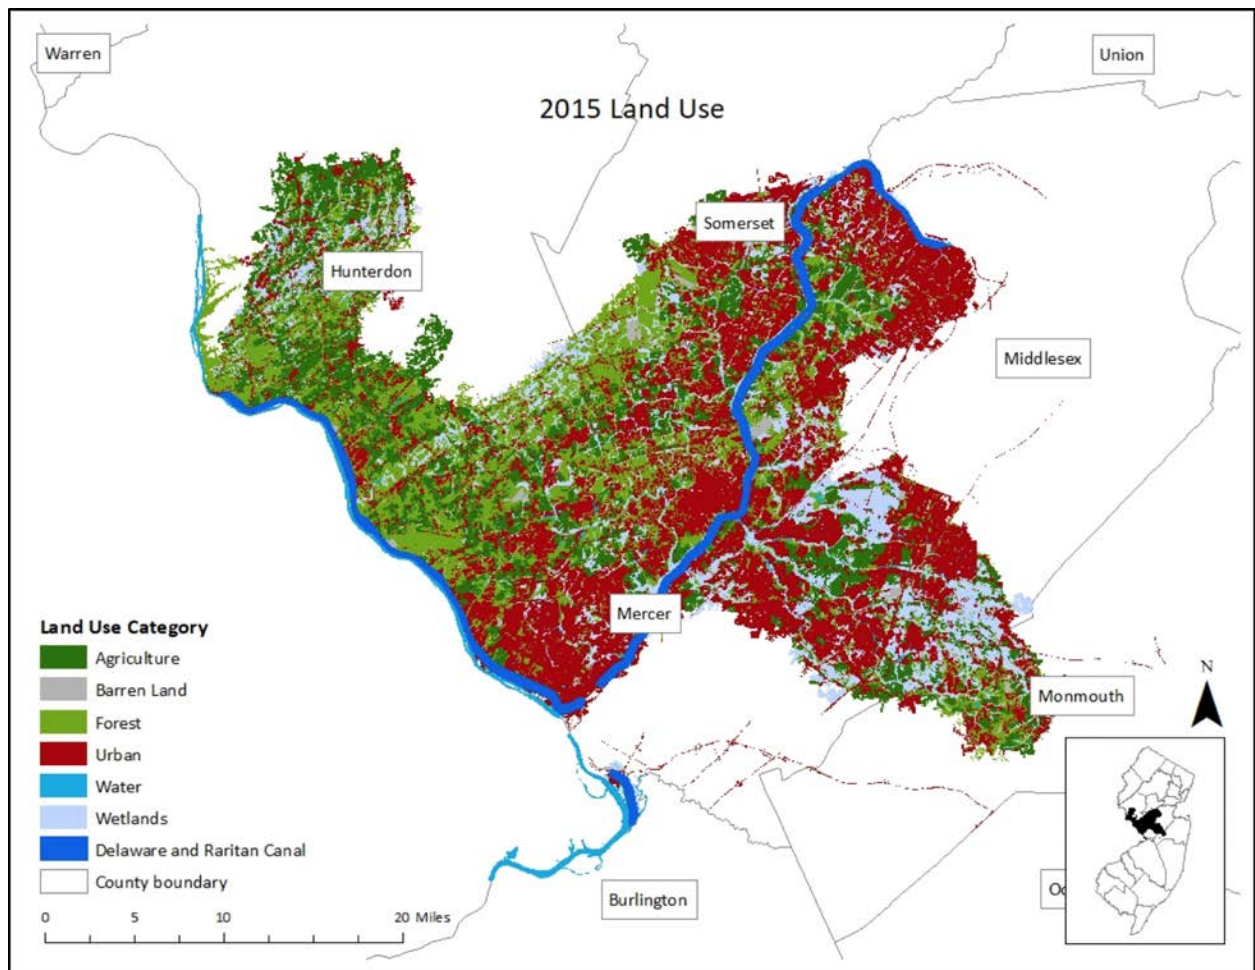 Warren
Union
2015 Land Use
Somerset
Hunterdon
Middlesex
Mercer
Monmouth
N
Land Use Category
Agriculture
Barren Land
Forest
Urban
Water
Wetlands
Delaware and Raritan Canal
County boundary
0 5 10 20 Miles
Burlington